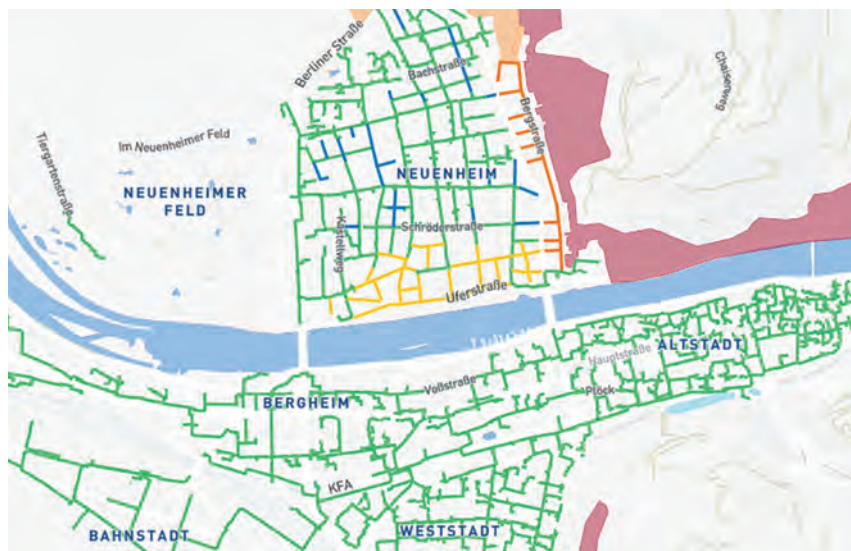 Berliner Straße
Bachstraße
Chaisenweg
Bergstraße
Im Neuenheimer Feld
Tiergartenstraße
NEUENHEIM
NEUENHEIMER
FELD
Kastellweg
Schröderstraße
Uferstraße
Hauptstraße
ALTSTADT
Voßstraße
Plöck
BERGHEIM
KFA
BAHNSTADT
WESTSTADT